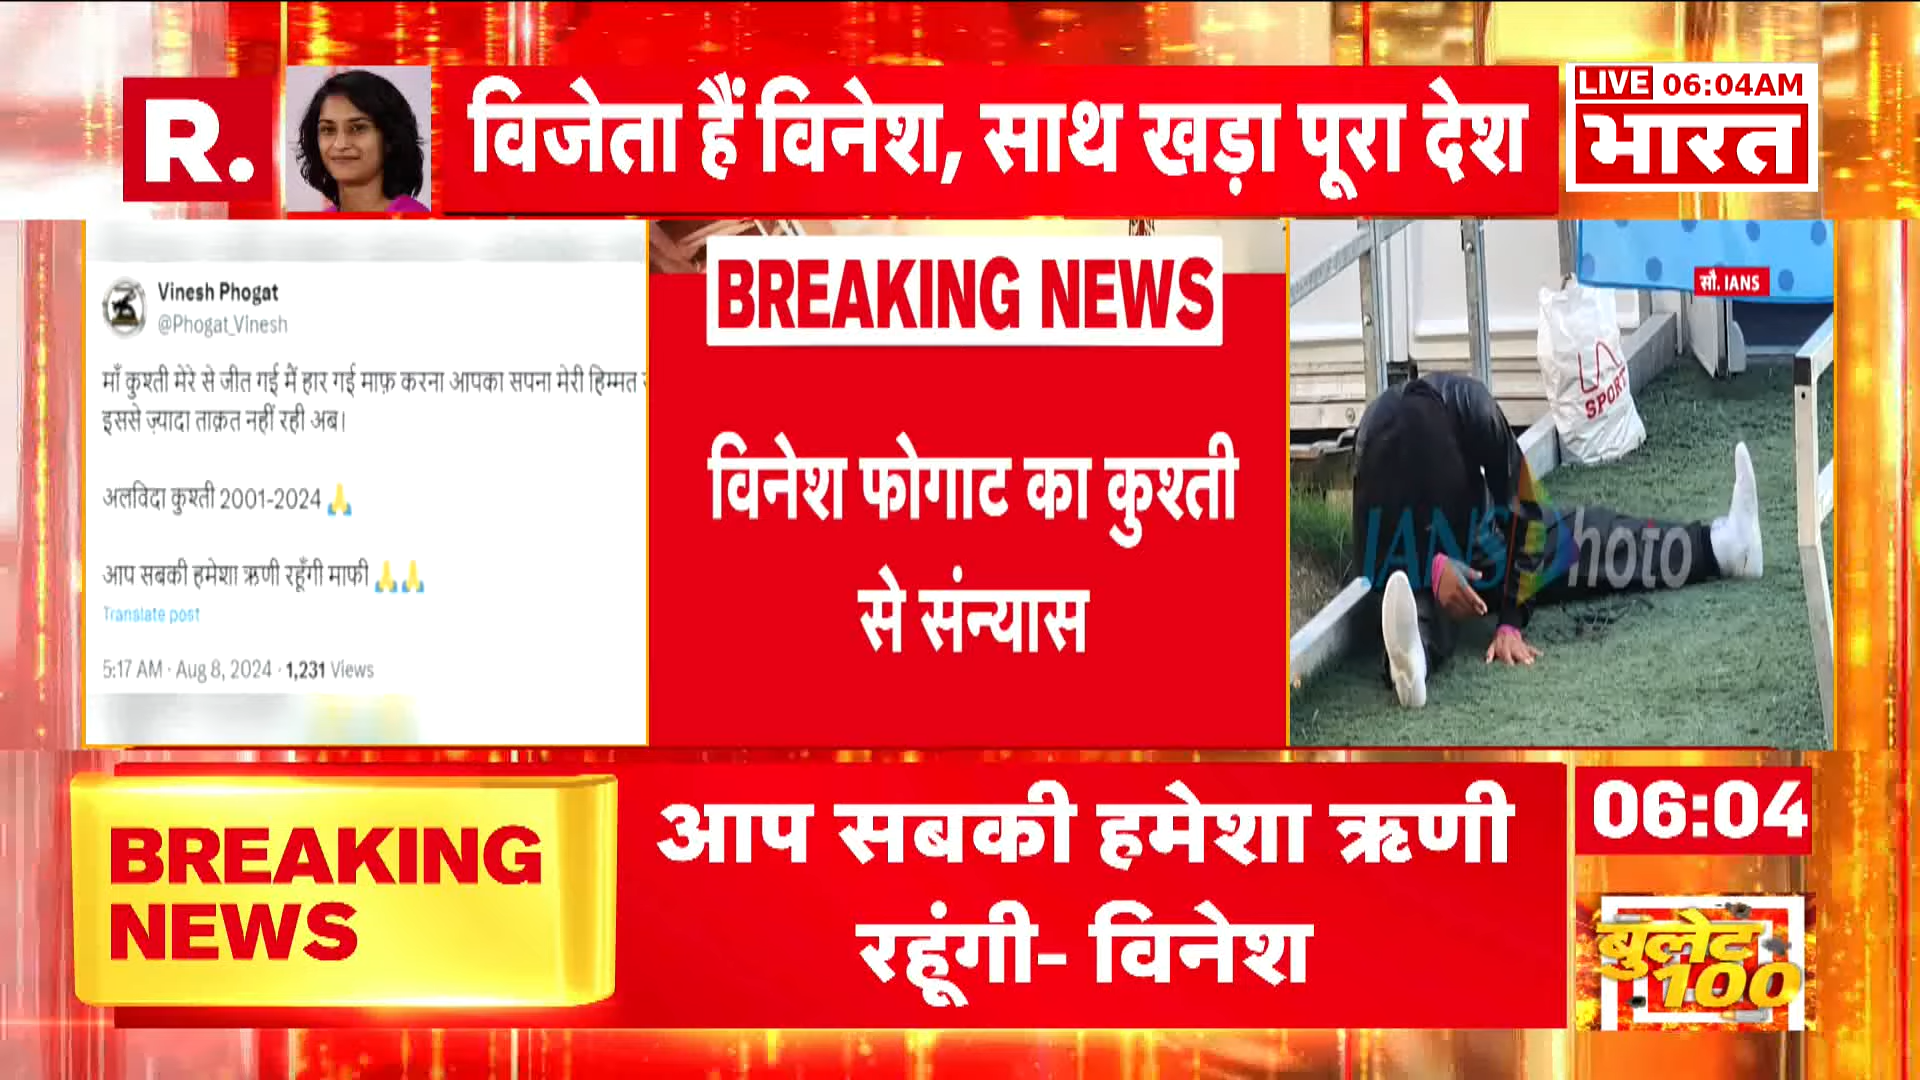 R.
विजेता हैं विनेश, साथ खड़ा पूरा देश
LIVE 06:04AM
भारत
Vinesh Phogat
@Phogat_Vinesh
माँ कुश्ती मेरे से जीत गई मैं हार गई माफ़ करना आपका सपना मेरी हिम्मत
इससे ज़्यादा ताक़त नहीं रही अब।
अलविदा कुश्ती 2001-2024 🙏
आप सबकी हमेशा ऋणी रहूँगी माफी 🙏🙏
Translate post
5:17 AM · Aug 8, 2024 · 1,231 Views
BREAKING NEWS
विनेश फोगाट का कुश्ती
से संन्यास
सौ. IANS
LA
SPORT
IANS Photo
BREAKING
NEWS
आप सबकी हमेशा ऋणी
रहूंगी- विनेश
06:04
बुलेट
100